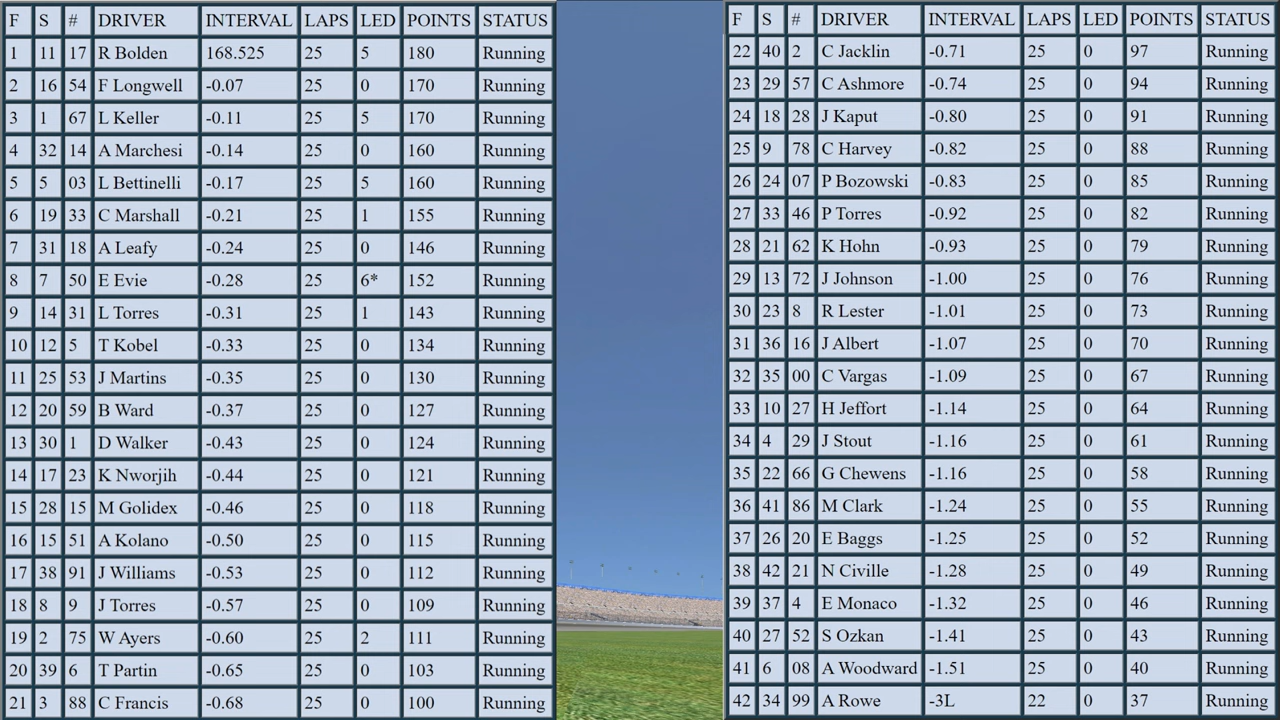 F S # DRIVER INTERVAL LAPS LED POINTS STATUS
1 11 17 R Bolden 168.525 25 5 180 Running
2 16 54 F Longwell -0.07 25 0 170 Running
3 1 67 L Keller -0.11 25 5 170 Running
4 32 14 A Marchesi -0.14 25 0 160 Running
5 5 03 L Bettinelli -0.17 25 5 160 Running
6 19 33 C Marshall -0.21 25 1 155 Running
7 31 18 A Leafy -0.24 25 0 146 Running
8 7 50 E Evie -0.28 25 6* 152 Running
9 14 31 L Torres -0.31 25 1 143 Running
10 12 5 T Kobel -0.33 25 0 134 Running
11 25 53 J Martins -0.35 25 0 130 Running
12 20 59 B Ward -0.37 25 0 127 Running
13 30 1 D Walker -0.43 25 0 124 Running
14 17 23 K Nworjih -0.44 25 0 121 Running
15 28 15 M Golidex -0.46 25 0 118 Running
16 15 51 A Kolano -0.50 25 0 115 Running
17 38 91 J Williams -0.53 25 0 112 Running
18 8 9 J Torres -0.57 25 0 109 Running
19 2 75 W Ayers -0.60 25 2 111 Running
20 39 6 T Partin -0.65 25 0 103 Running
21 3 88 C Francis -0.68 25 0 100 Running
F S # DRIVER INTERVAL LAPS LED POINTS STATUS
22 40 2 C Jacklin -0.71 25 0 97 Running
23 29 57 C Ashmore -0.74 25 0 94 Running
24 18 28 J Kaput -0.80 25 0 91 Running
25 9 78 C Harvey -0.82 25 0 88 Running
26 24 07 P Bozowski -0.83 25 0 85 Running
27 33 46 P Torres -0.92 25 0 82 Running
28 21 62 K Hohn -0.93 25 0 79 Running
29 13 72 J Johnson -1.00 25 0 76 Running
30 23 8 R Lester -1.01 25 0 73 Running
31 36 16 J Albert -1.07 25 0 70 Running
32 35 00 C Vargas -1.09 25 0 67 Running
33 10 27 H Jeffort -1.14 25 0 64 Running
34 4 29 J Stout -1.16 25 0 61 Running
35 22 66 G Chewens -1.16 25 0 58 Running
36 41 86 M Clark -1.24 25 0 55 Running
37 26 20 E Baggs -1.25 25 0 52 Running
38 42 21 N Civille -1.28 25 0 49 Running
39 37 4 E Monaco -1.32 25 0 46 Running
40 27 52 S Ozkan -1.41 25 0 43 Running
41 6 08 A Woodward -1.51 25 0 40 Running
42 34 99 A Rowe -3L 22 0 37 Running